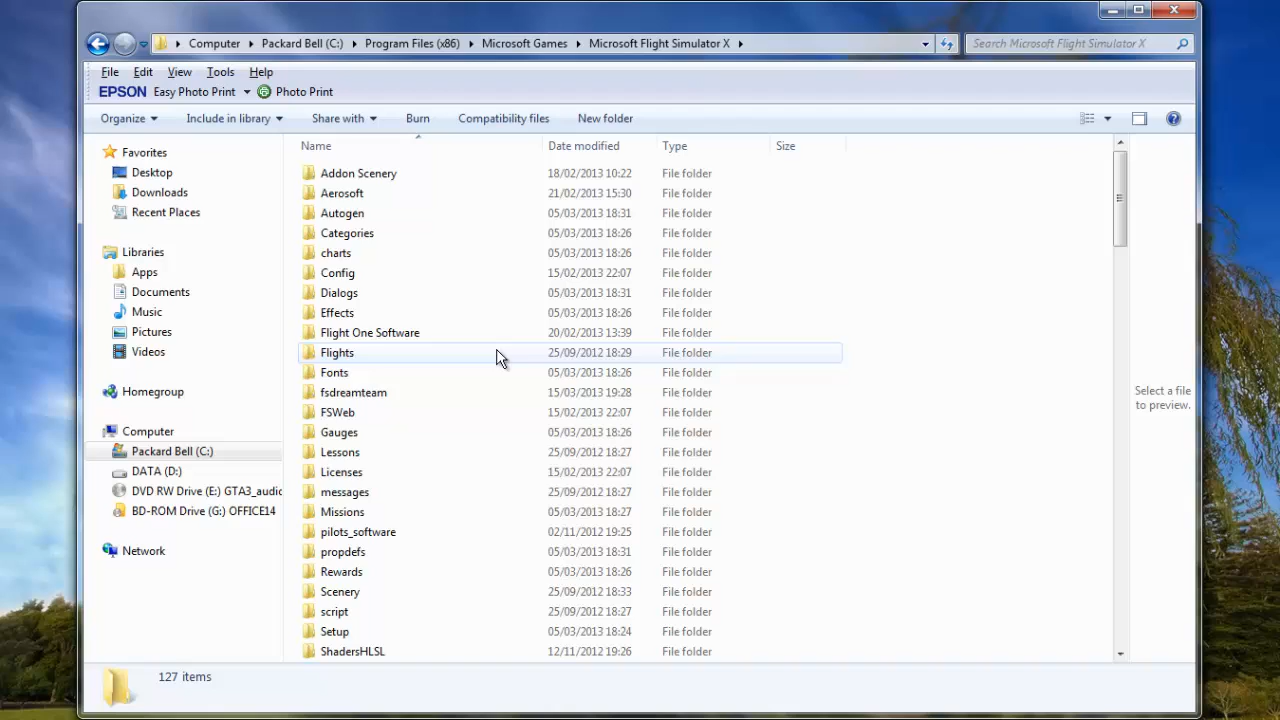 Computer Packard Bell (C:) Program Files (x86) Microsoft Games Microsoft Flight Simulator X Search Microsoft Flight Simulator X
File Edit View Tools Help
EPSON Easy Photo Print Photo Print
Organize Include in library Share with Burn Compatibility files New folder
Name Date modified Type Size
Favorites
Desktop
Downloads
Recent Places
Libraries
Apps
Documents
Music
Pictures
Videos
Homegroup
Computer
Packard Bell (C:)
DATA (D:)
DVD RW Drive (E:) GTA3_audio
BD-ROM Drive (G:) OFFICE14
Network
Addon Scenery 18/02/2013 10:22 File folder
Aerosoft 21/02/2013 15:30 File folder
Autogen 05/03/2013 18:31 File folder
Categories 05/03/2013 18:26 File folder
charts 05/03/2013 18:26 File folder
Config 15/02/2013 22:07 File folder
Dialogs 05/03/2013 18:31 File folder
Effects 05/03/2013 18:26 File folder
Flight One Software 20/02/2013 13:39 File folder
Flights 25/09/2012 18:29 File folder
Fonts 05/03/2013 18:26 File folder
fsdreamteam 15/03/2013 19:28 File folder
FSWeb 15/02/2013 22:07 File folder
Gauges 05/03/2013 18:26 File folder
Lessons 25/09/2012 18:27 File folder
Licenses 15/02/2013 22:07 File folder
messages 25/09/2012 18:27 File folder
Missions 05/03/2013 18:27 File folder
pilots_software 02/11/2012 19:25 File folder
propdefs 05/03/2013 18:31 File folder
Rewards 05/03/2013 18:26 File folder
Scenery 25/09/2012 18:33 File folder
script 25/09/2012 18:27 File folder
Setup 05/03/2013 18:24 File folder
ShadersHLSL 12/11/2012 19:26 File folder
Select a file
to preview.
127 items